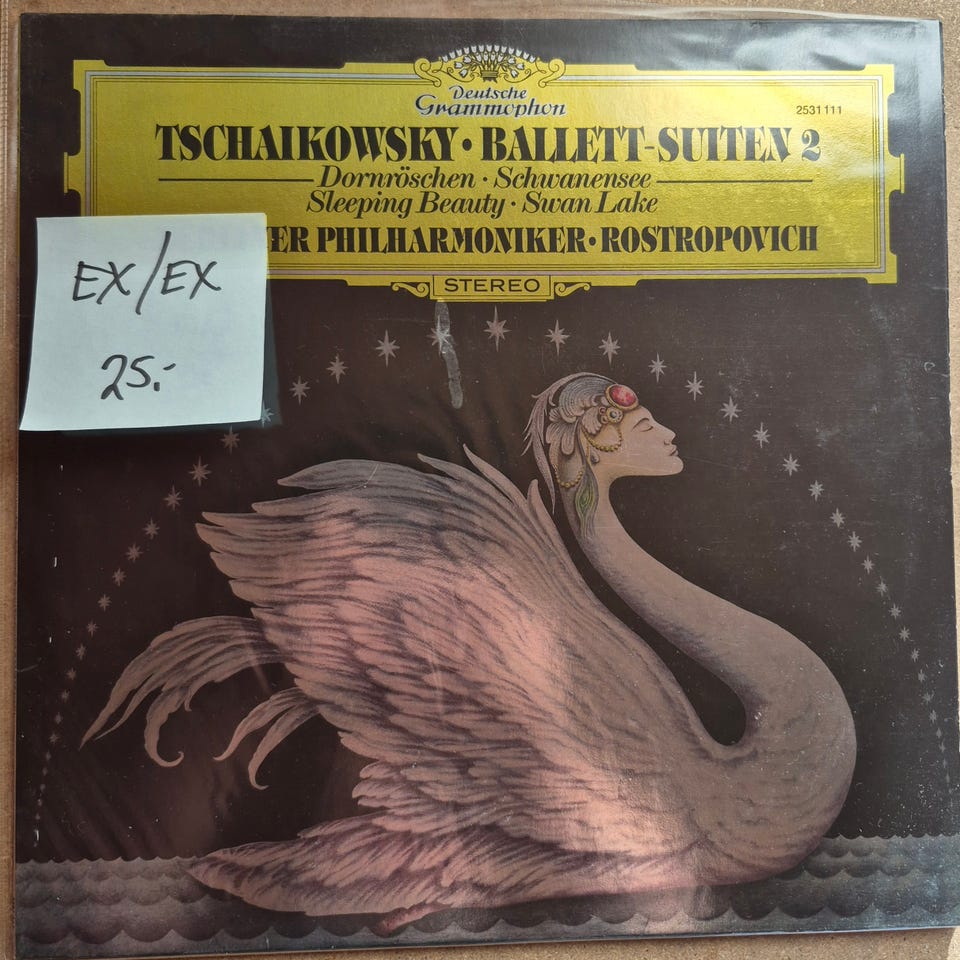 Deutsche
Grammophon
2531 111
TSCHAIKOWSKY · BALLETT-SUITEN 2
Dornröschen · Schwanensee
Sleeping Beauty · Swan Lake
PHILHARMONIKER · ROSTROPOVICH
STEREO
EX/EX
25.-